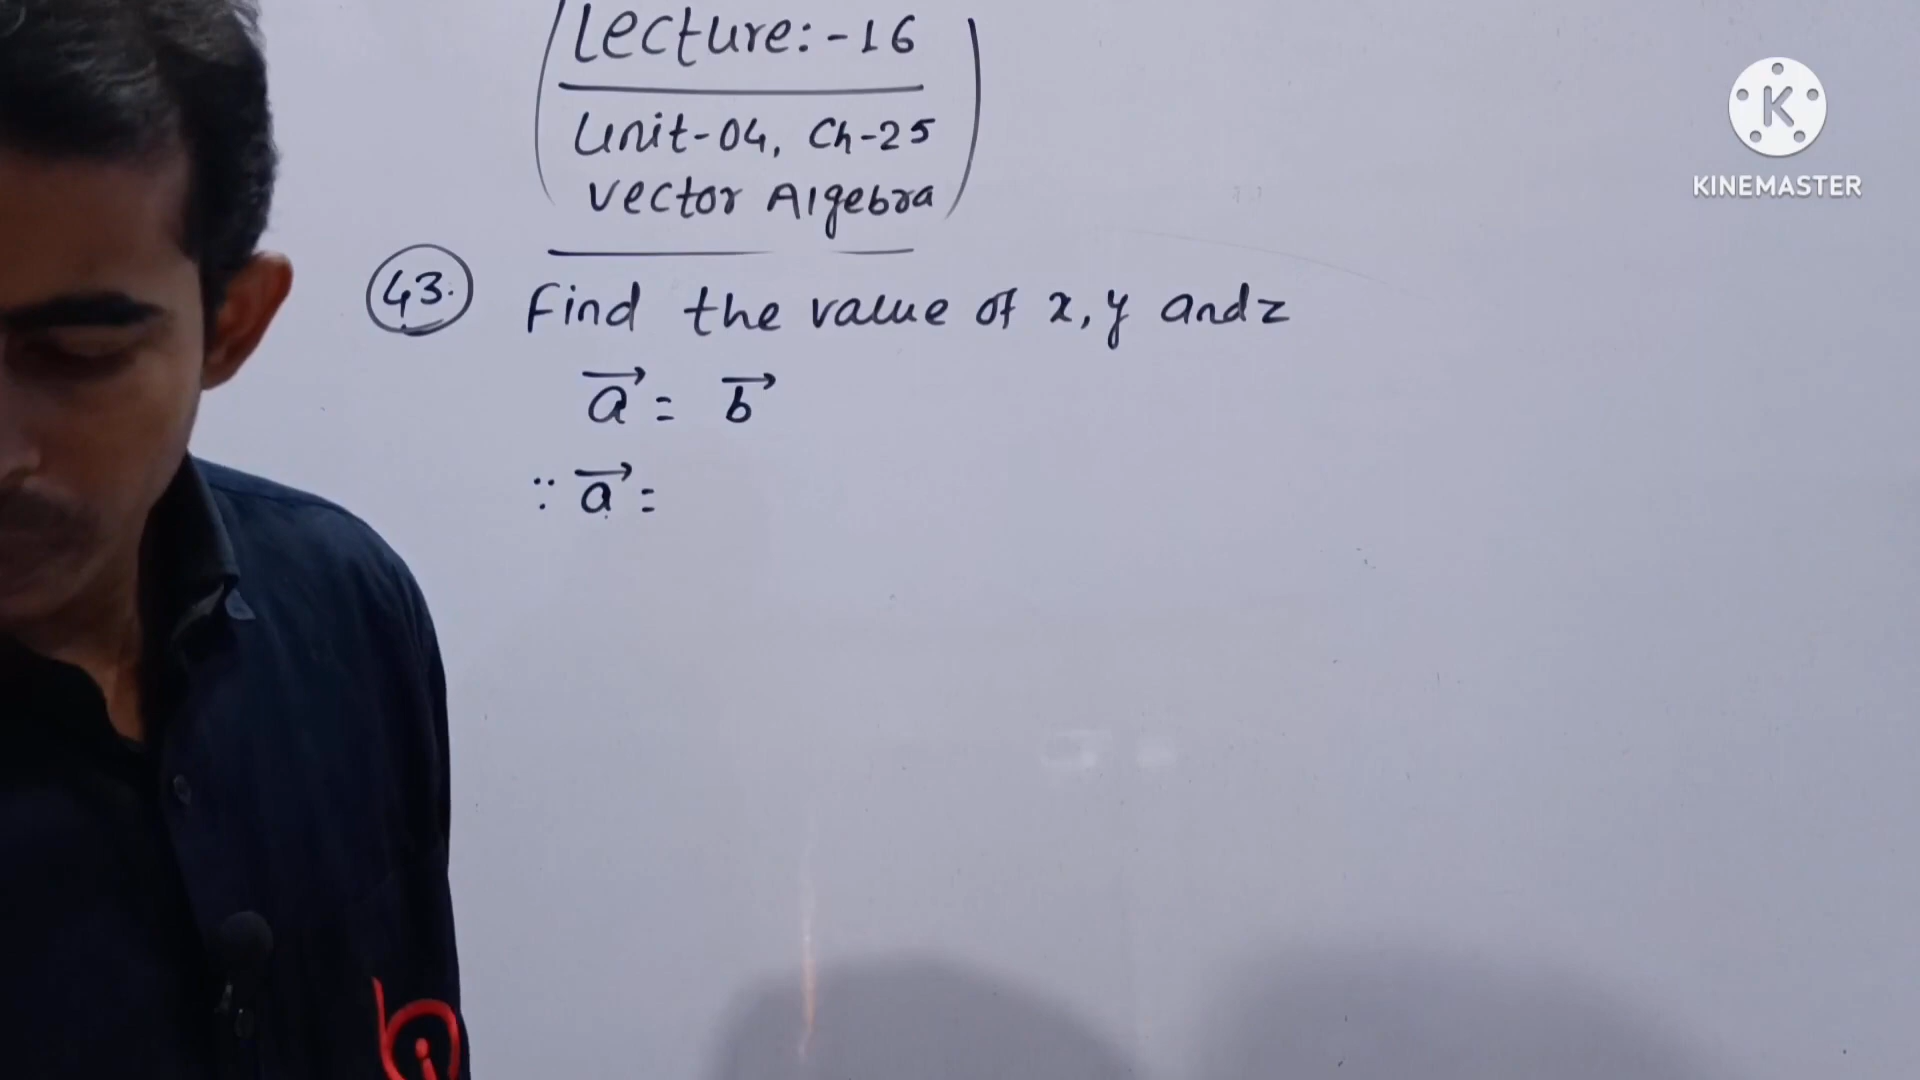 Lecture:-16
Unit-04, Ch-25
Vector Algebra
43. Find the value of x, y and z
a⃗ = b⃗
∵ a⃗ =
K
KINEMASTER